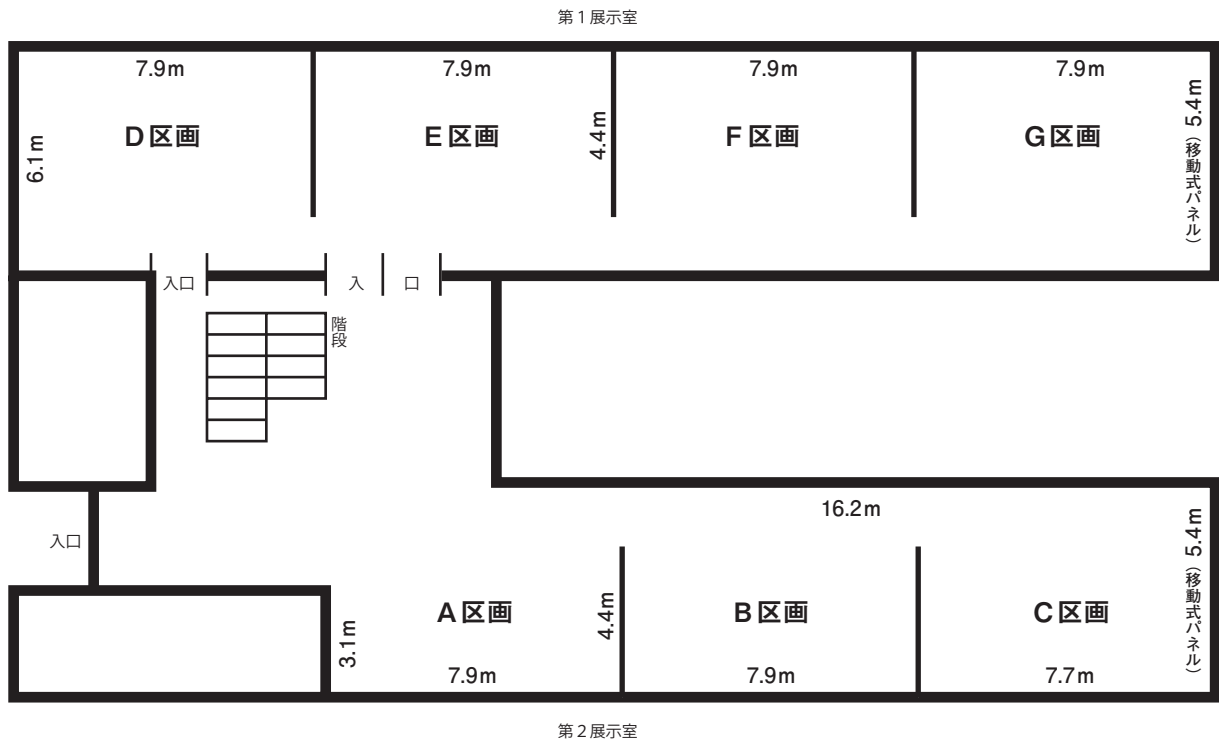 第1展示室
7.9m
7.9m
7.9m
7.9m
6.1m
D区画
E区画
4.4m
F区画
G区画
5.4m（移動式パネル）
入口
入口
階段
16.2m
入口
3.1m
A区画
4.4m
B区画
C区画
5.4m（移動式パネル）
7.9m
7.9m
7.7m
第2展示室